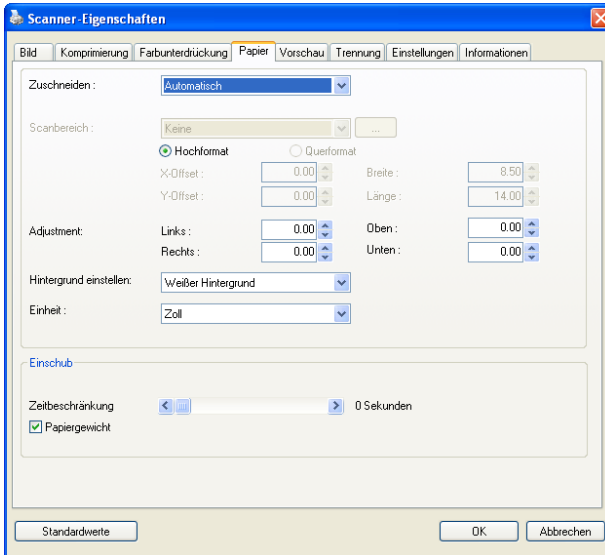 Scanner-Eigenschaften
Bild Komprimierung Farbunterdrückung Papier Vorschau Trennung Einstellungen Informationen
Zuschneiden : Automatisch
Scanbereich : Keine ...
Hochformat Querformat
X-Offset : 0.00 Breite : 8.50
Y-Offset : 0.00 Länge : 14.00
Adjustment: Links : 0.00 Oben : 0.00
Rechts : 0.00 Unten : 0.00
Hintergrund einstellen: Weißer Hintergrund
Einheit : Zoll
Einschub
Zeitbeschränkung 0 Sekunden
Papiergewicht
Standardwerte OK Abbrechen